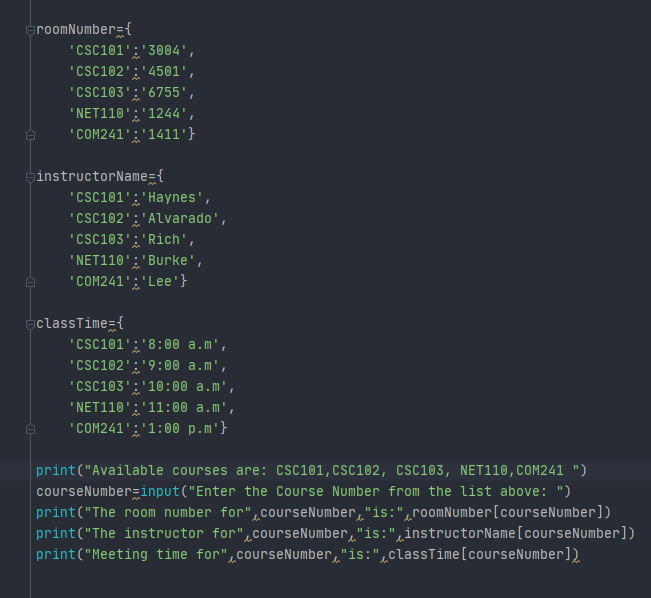 roomNumber={
    'CSC101':'3004',
    'CSC102':'4501',
    'CSC103':'6755',
    'NET110':'1244',
    'COM241':'1411'}
instructorName={
    'CSC101':'Haynes',
    'CSC102':'Alvarado',
    'CSC103':'Rich',
    'NET110':'Burke',
    'COM241':'Lee'}
classTime={
    'CSC101':'8:00 a.m',
    'CSC102':'9:00 a.m',
    'CSC103':'10:00 a.m',
    'NET110':'11:00 a.m',
    'COM241':'1:00 p.m'}
print("Available courses are: CSC101,CSC102, CSC103, NET110,COM241 ")
courseNumber=input("Enter the Course Number from the list above: ")
print("The room number for",courseNumber,"is:",roomNumber[courseNumber])
print("The instructor for",courseNumber,"is:",instructorName[courseNumber])
print("Meeting time for",courseNumber,"is:",classTime[courseNumber])